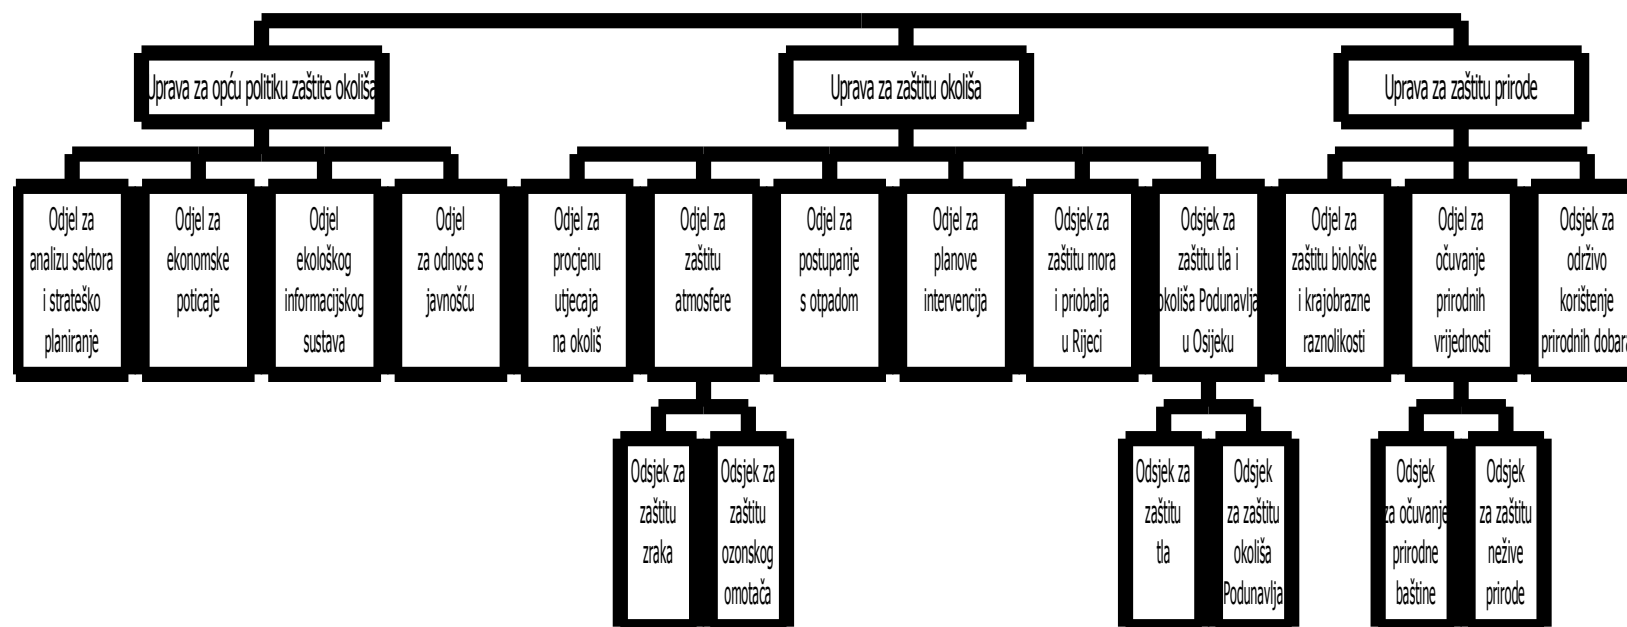 Uprava za opću politiku zaštite okoliša
Uprava za zaštitu okoliša
Uprava za zaštitu prirode
Odjel za
analizu sektora
i strateško
planiranje
Odjel za
ekonomske
poticaje
Odjel
ekološkog
informacijskog
sustava
Odjel
za odnose s
javnošću
Odjel za
procjenu
utjecaja
na okoliš
Odjel za
zaštitu
atmosfere
Odjel za
postupanje
s otpadom
Odjel za
planove
intervencija
Odsjek za
zaštitu mora
i priobalja
u Rijeci
Odsjek za
zaštitu tla i
okoliša Podunavlja
u Osijeku
Odjel za
zaštitu biološke
i krajobrazne
raznolikosti
Odjel za
očuvanje
prirodnih
vrijednosti
Odsjek za
održivo
korištenje
prirodnih dobara
Odsjek za
zaštitu
zraka
Odsjek za
zaštitu
ozonskog
omotača
Odsjek za
zaštitu
tla
Odsjek
za zaštitu
okoliša
Podunavlja
Odsjek
za očuvanje
prirodne
baštine
Odsjek
za zaštitu
nežive
prirode